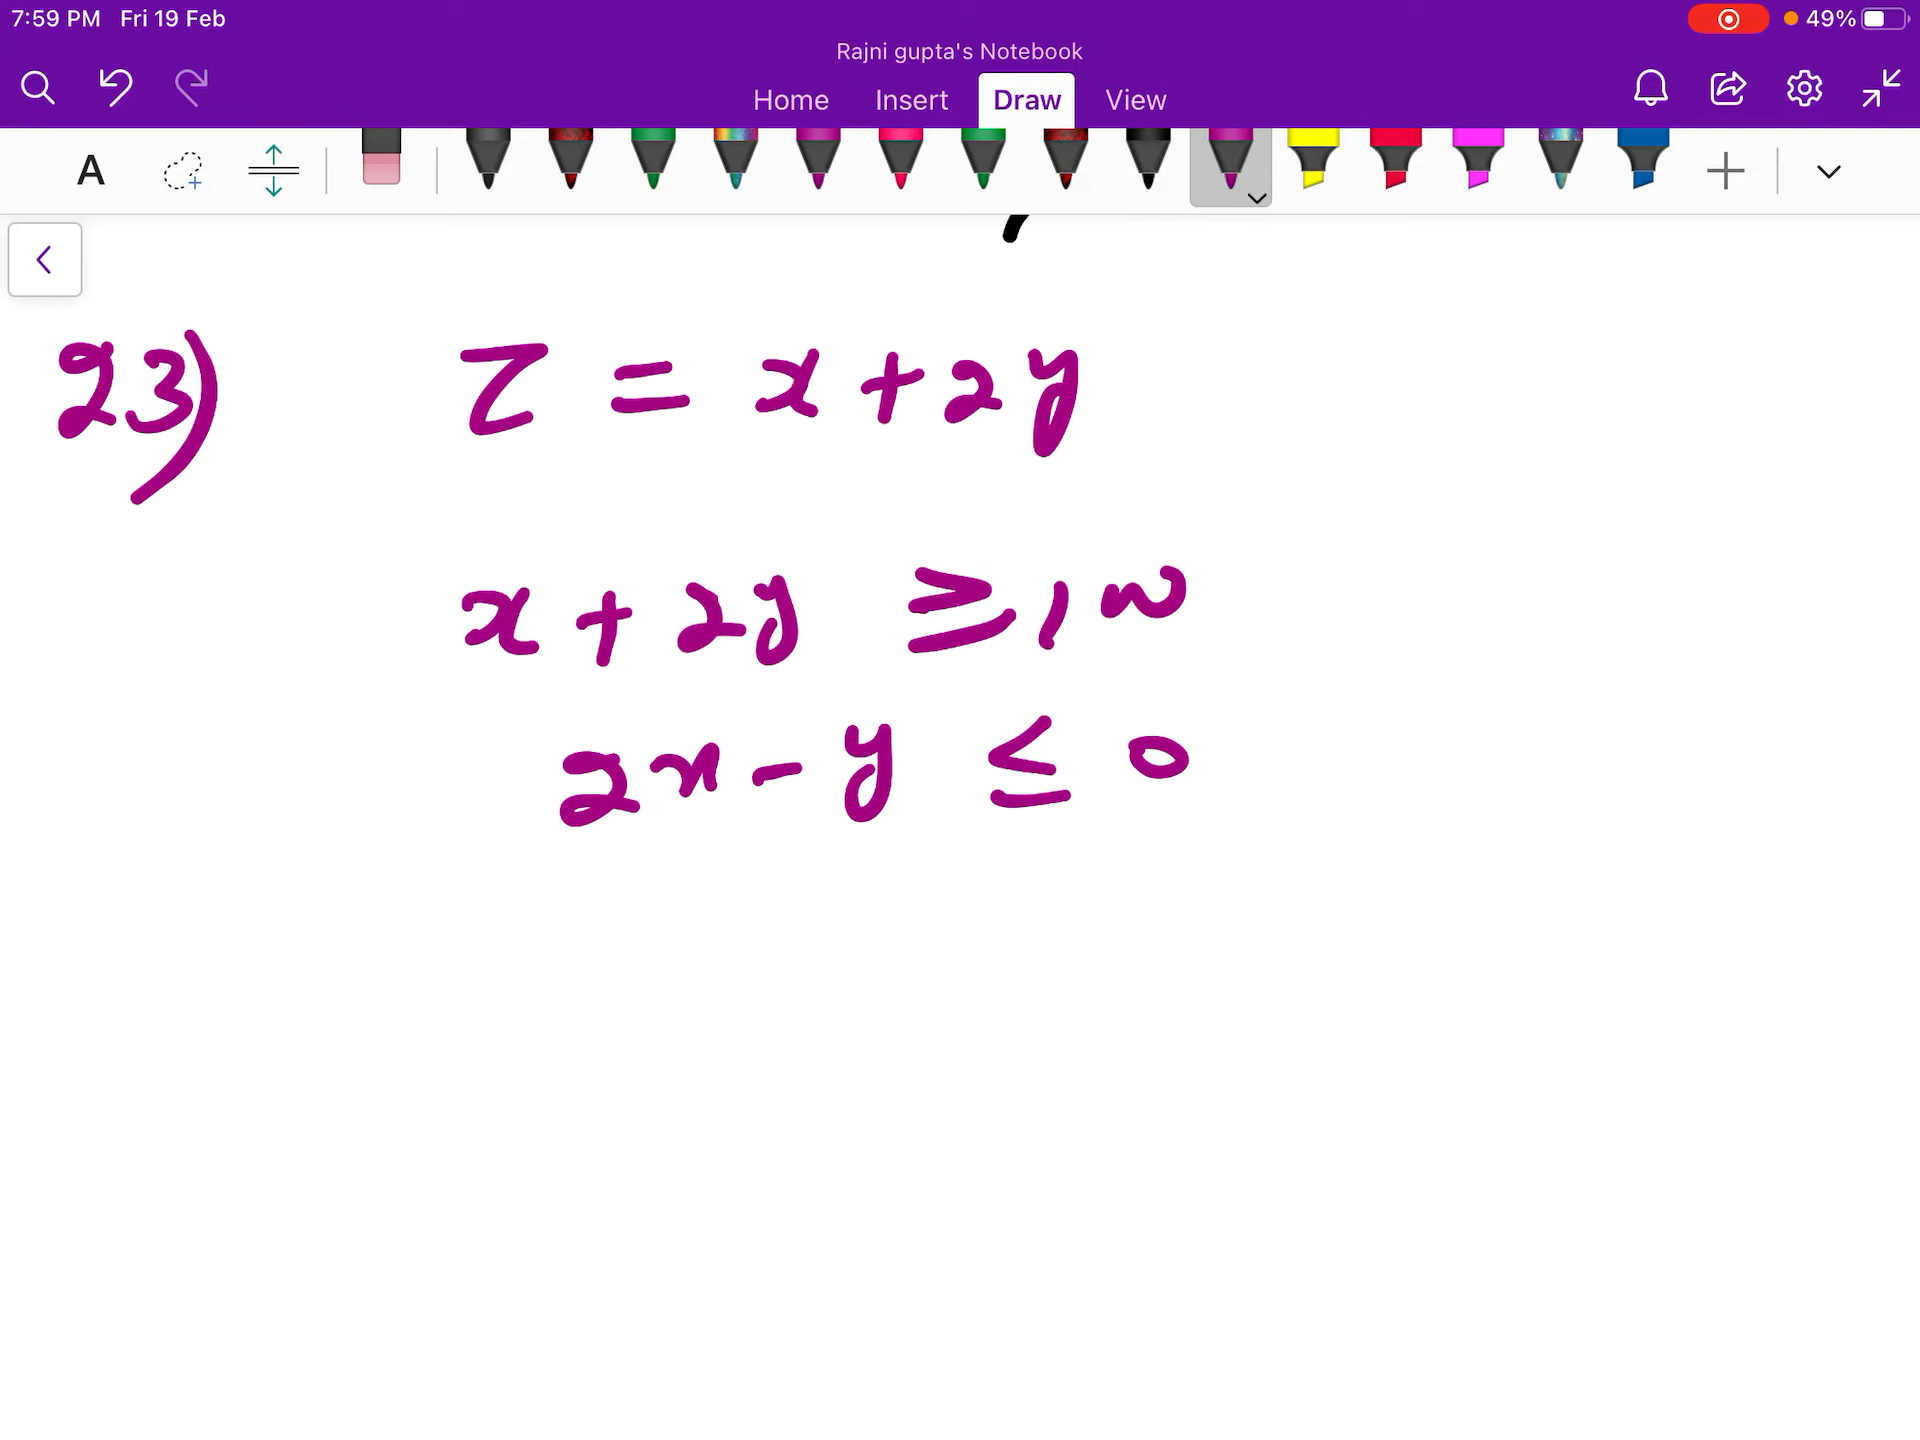 7:59 PM Fri 19 Feb
49%
Rajni gupta's Notebook
Home Insert Draw View
A
23) Z = x + 2y
x + 2y ≥ 100
2x - y ≤ 0